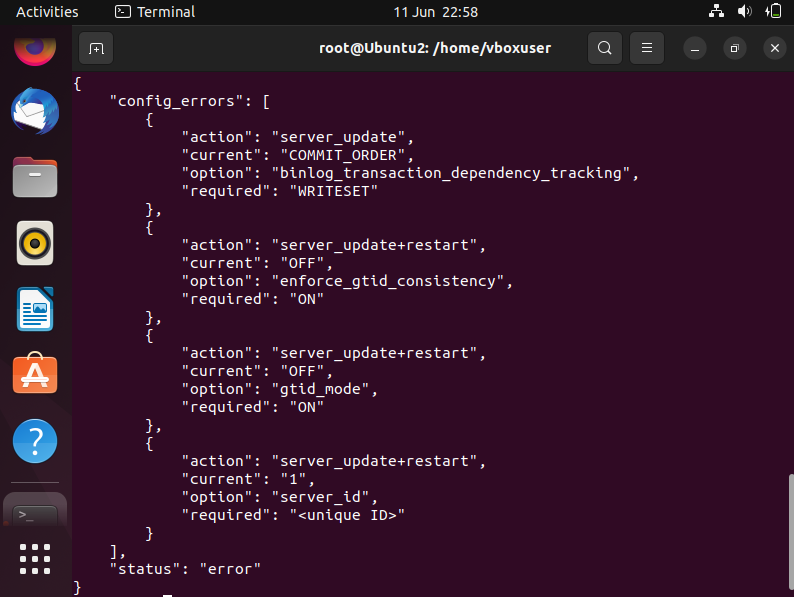 Activities Terminal 11 Jun 22:58
root@Ubuntu2: /home/vboxuser
{
    "config_errors": [
        {
            "action": "server_update",
            "current": "COMMIT_ORDER",
            "option": "binlog_transaction_dependency_tracking",
            "required": "WRITESET"
        },
        {
            "action": "server_update+restart",
            "current": "OFF",
            "option": "enforce_gtid_consistency",
            "required": "ON"
        },
        {
            "action": "server_update+restart",
            "current": "OFF",
            "option": "gtid_mode",
            "required": "ON"
        },
        {
            "action": "server_update+restart",
            "current": "1",
            "option": "server_id",
            "required": "<unique ID>"
        }
    ],
    "status": "error"
}